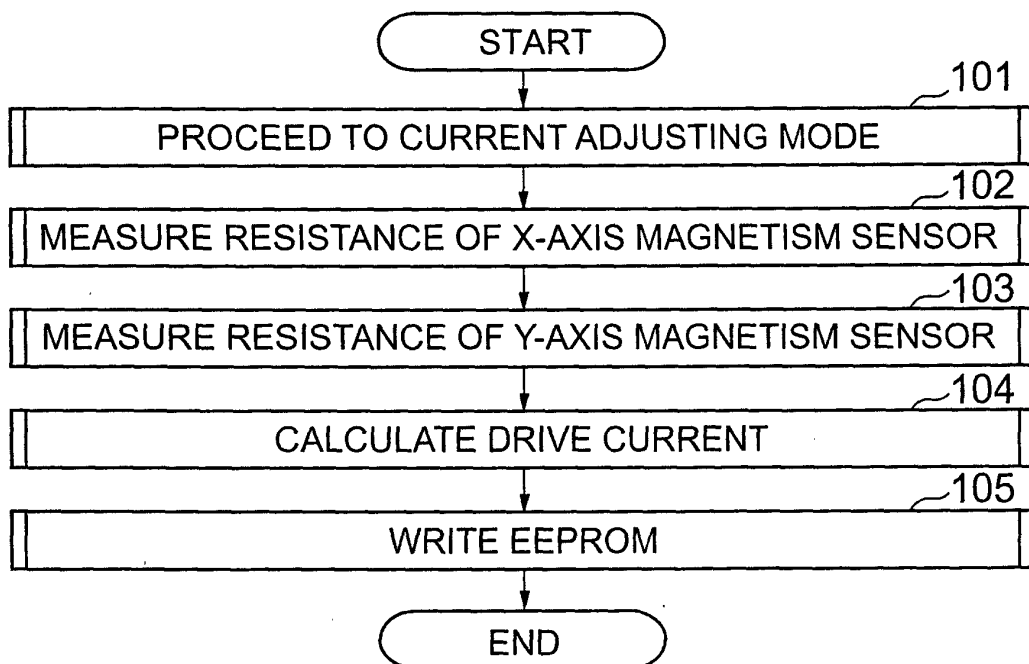 START
101
PROCEED TO CURRENT ADJUSTING MODE
102
MEASURE RESISTANCE OF X-AXIS MAGNETISM SENSOR
103
MEASURE RESISTANCE OF Y-AXIS MAGNETISM SENSOR
104
CALCULATE DRIVE CURRENT
105
WRITE EEPROM
END